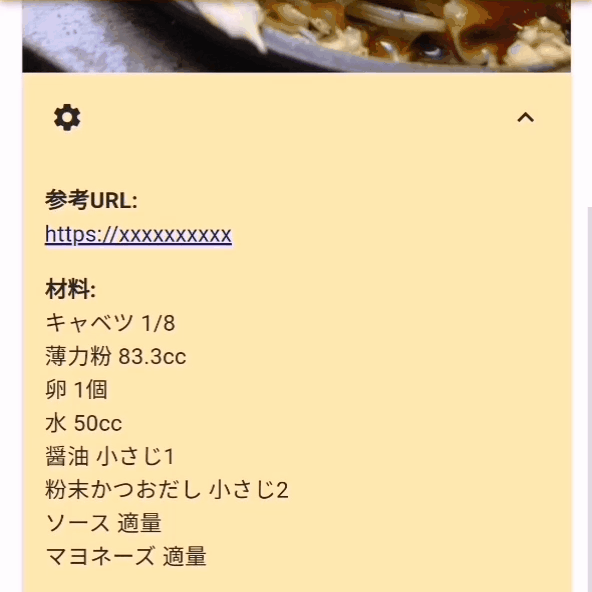 参考URL:
https://xxxxxxxxxx
材料:
キャベツ 1/8
薄力粉 83.3cc
卵 1個
水 50cc
醤油 小さじ1
粉末かつおだし 小さじ2
ソース 適量
マヨネーズ 適量